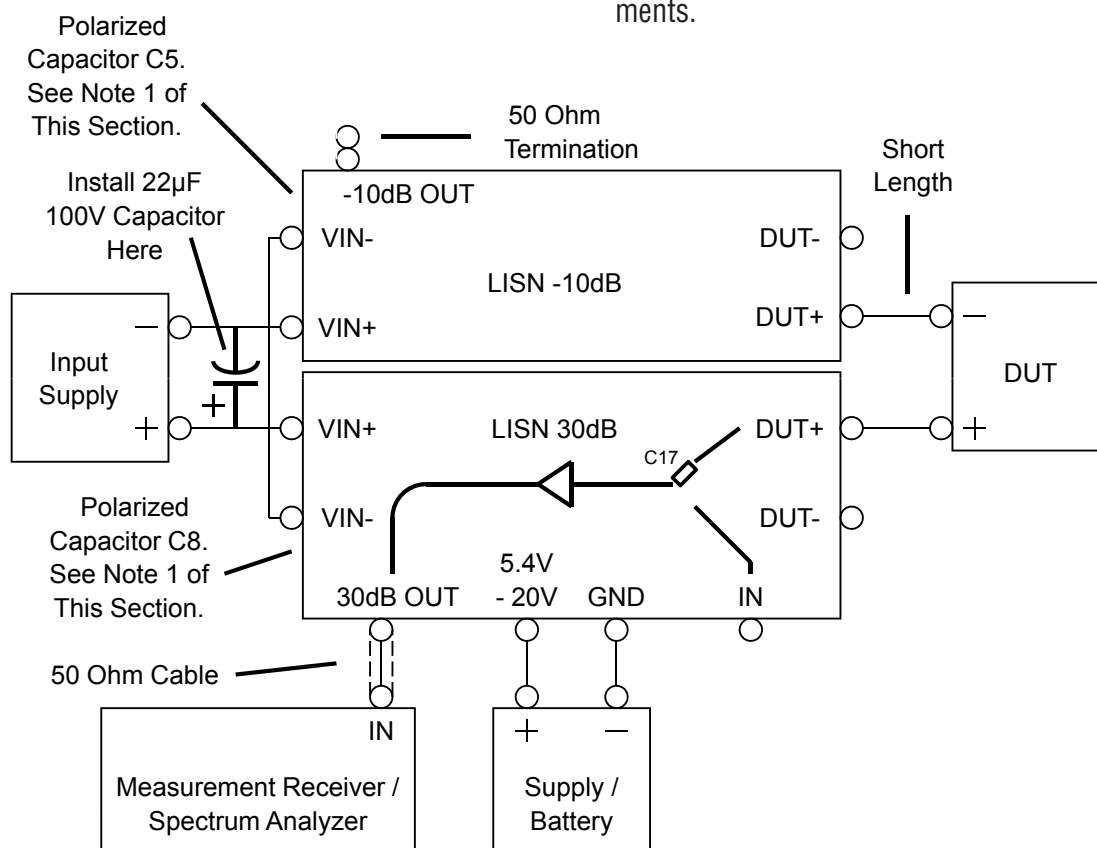 ments.
Polarized
Capacitor C5.
See Note 1 of
This Section.
50 Ohm
Termination
Short
Length
Install 22µF
100V Capacitor
Here
-10dB OUT
VIN-
DUT-
LISN -10dB
VIN+
DUT+
Input
Supply
−
+
+
−
+
DUT
VIN+
LISN 30dB
DUT+
C17
VIN-
DUT-
Polarized
Capacitor C8.
See Note 1 of
This Section.
30dB OUT
5.4V
- 20V
GND
IN
50 Ohm Cable
IN
Measurement Receiver /
Spectrum Analyzer
+
−
Supply /
Battery